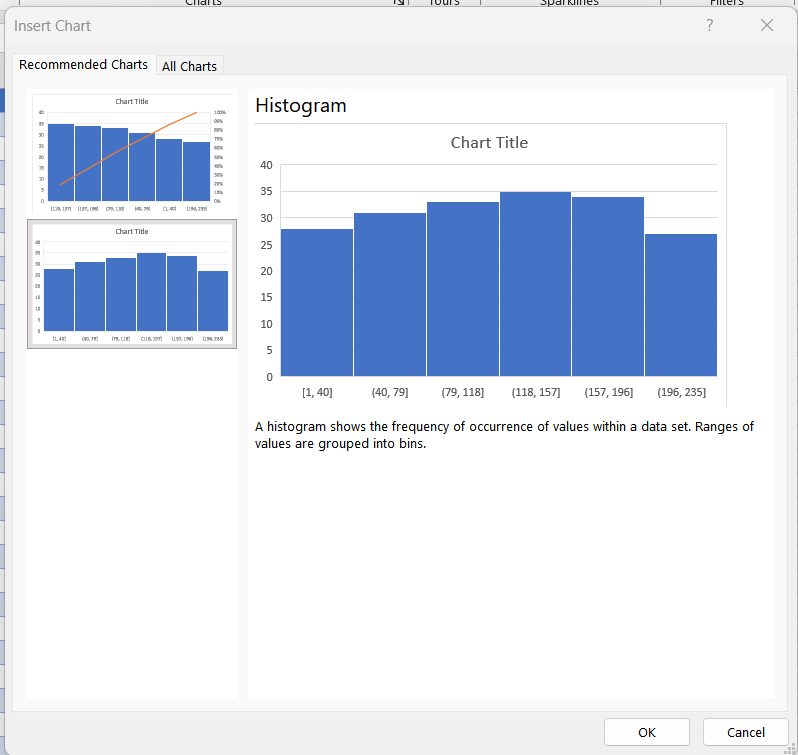 Charts Tours Sparklines Filters
Insert Chart ?
Recommended Charts All Charts
Chart Title
40 100%
35 90%
80%
30 70%
25 60%
20 50%
15 40%
30%
10 20%
5 10%
0 0%
(118, 157] (157, 196] (79, 118] (40, 79] [1, 40] (196, 235]
Chart Title
40
35
30
25
20
15
10
5
0
[1, 40] (40, 79] (79, 118] (118, 157] (157, 196] (196, 235]
Histogram
Chart Title
40
35
30
25
20
15
10
5
0
[1, 40] (40, 79] (79, 118] (118, 157] (157, 196] (196, 235]
A histogram shows the frequency of occurrence of values within a data set. Ranges of
values are grouped into bins.
OK Cancel